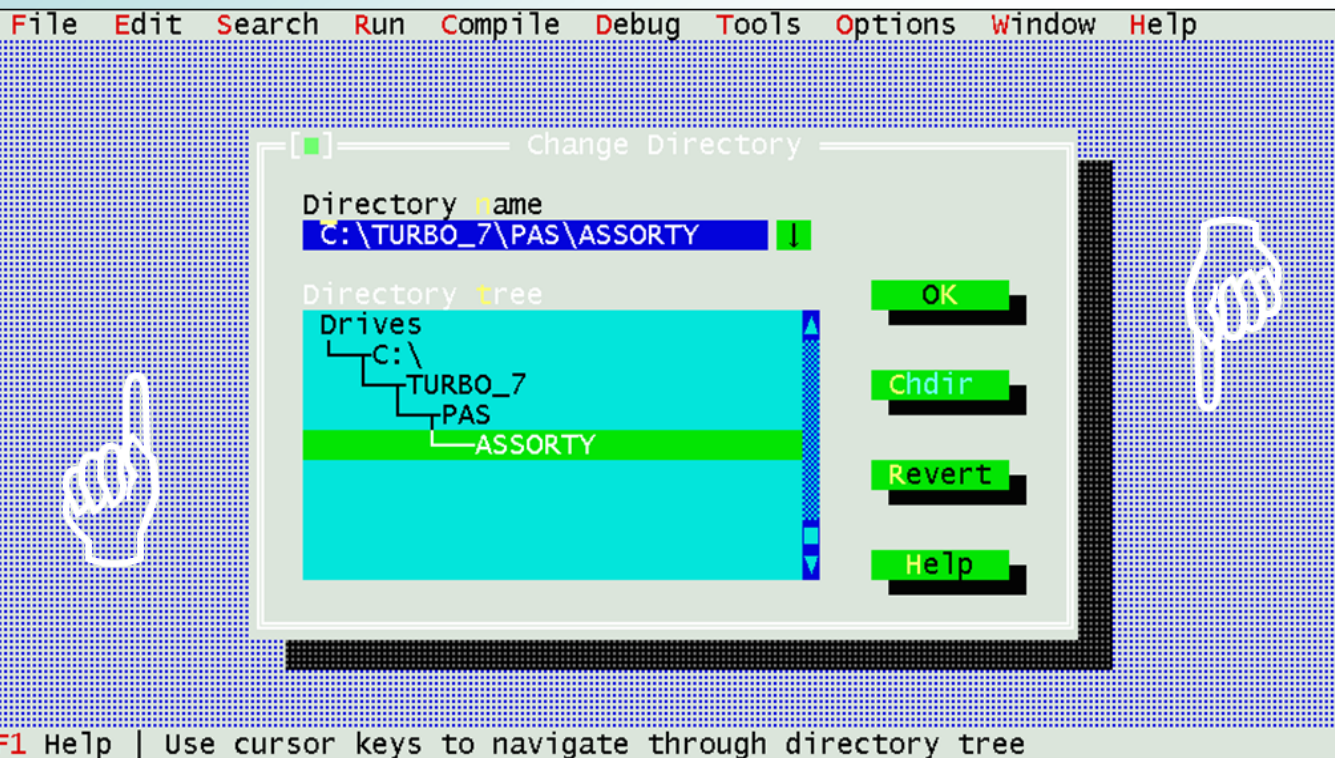 File Edit Search Run Compile Debug Tools Options Window Help
Change Directory
Directory name
C:\TURBO_7\PAS\ASSORTY ↓
Directory tree
Drives
C:\
TURBO_7
PAS
ASSORTY
OK
Chdir
Revert
Help
F1 Help | Use cursor keys to navigate through directory tree